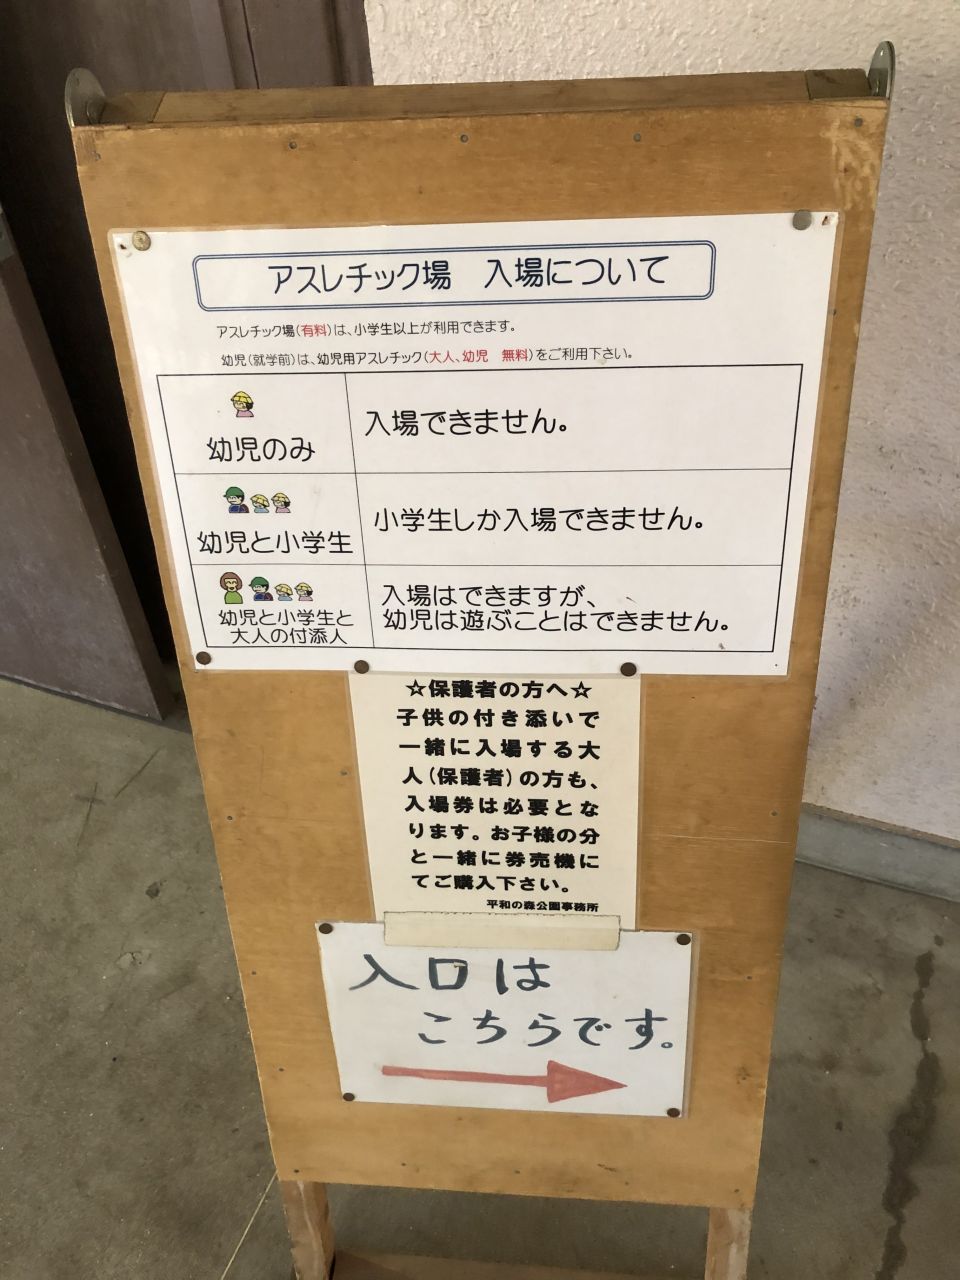 アスレチック場　入場について
アスレチック場(有料)は、小学生以上が利用できます。
幼児(就学前)は、幼児用アスレチック(大人、幼児　無料)をご利用下さい。
幼児のみ
入場できません。
幼児と小学生
小学生しか入場できません。
幼児と小学生と
大人の付添人
入場はできますが、
幼児は遊ぶことはできません。
☆保護者の方へ☆
子供の付き添いで
一緒に入場する大
人(保護者)の方も、
入場券は必要とな
ります。お子様の分
と一緒に券売機に
てご購入下さい。
平和の森公園事務所
入口は
こちらです。